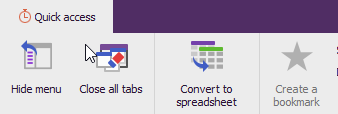 Quick access
Hide menu
Close all tabs
Convert to
spreadsheet
Create a
bookmark